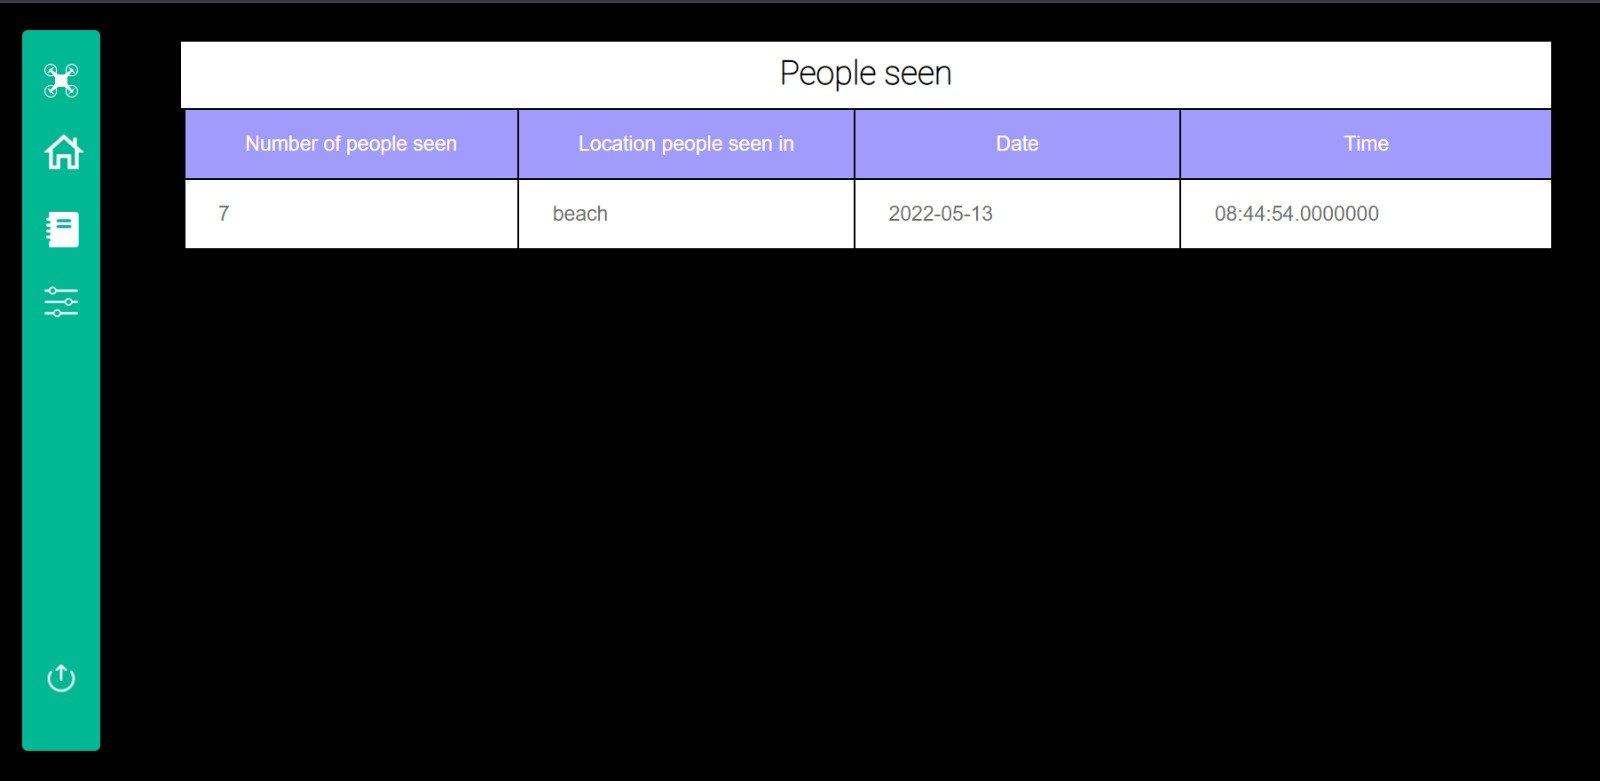 People seen
Number of people seen Location people seen in Date Time
7 beach 2022-05-13 08:44:54.0000000